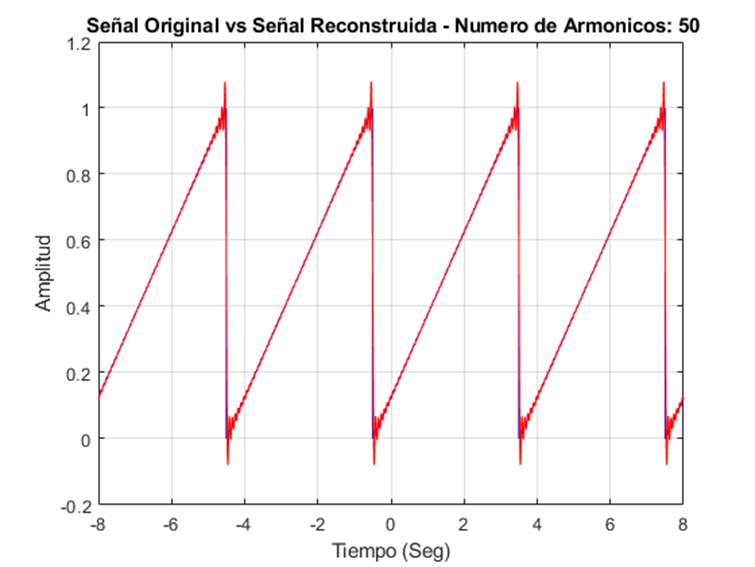 Señal Original vs Señal Reconstruida - Numero de Armonicos: 50
1.2
1
0.8
0.6
0.4
0.2
0
-0.2
Amplitud
-8 -6 -4 -2 0 2 4 6 8
Tiempo (Seg)